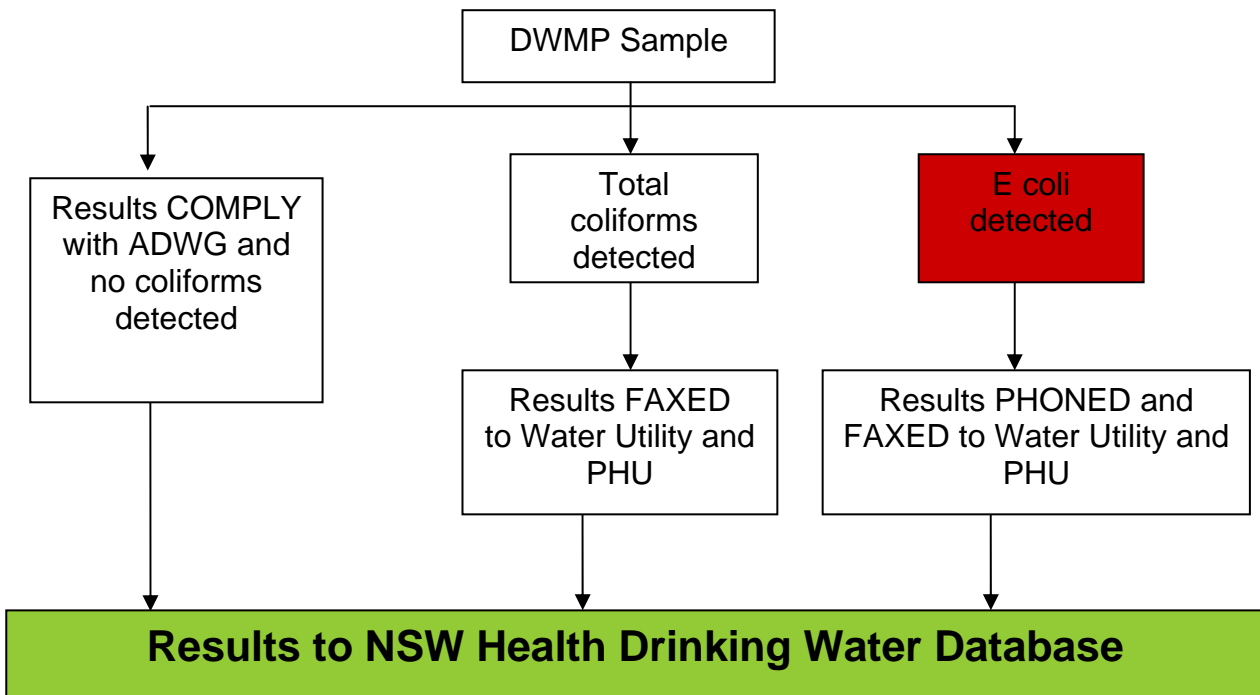 DWMP Sample
Results COMPLY
with ADWG and
no coliforms
detected
Total
coliforms
detected
E coli
detected
Results FAXED
to Water Utility and
PHU
Results PHONED and
FAXED to Water Utility and
PHU
Results to NSW Health Drinking Water Database